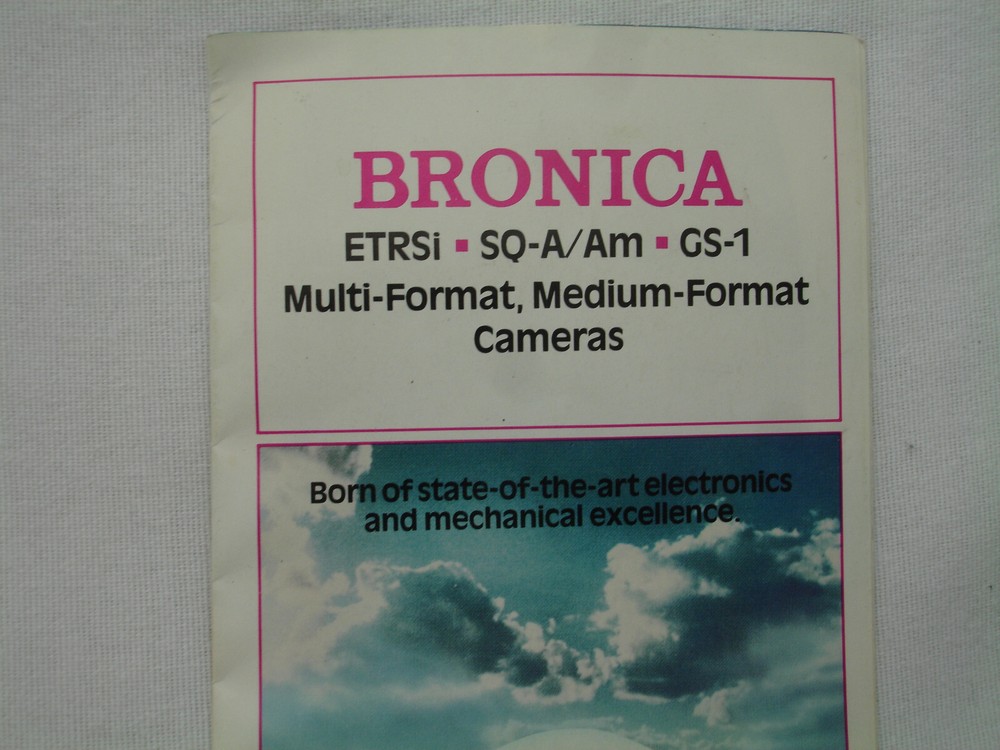 BRONICA
ETRSi ▪ SQ-A/Am ▪ GS-1
Multi-Format, Medium-Format
Cameras
Born of state-of-the-art electronics
and mechanical excellence.